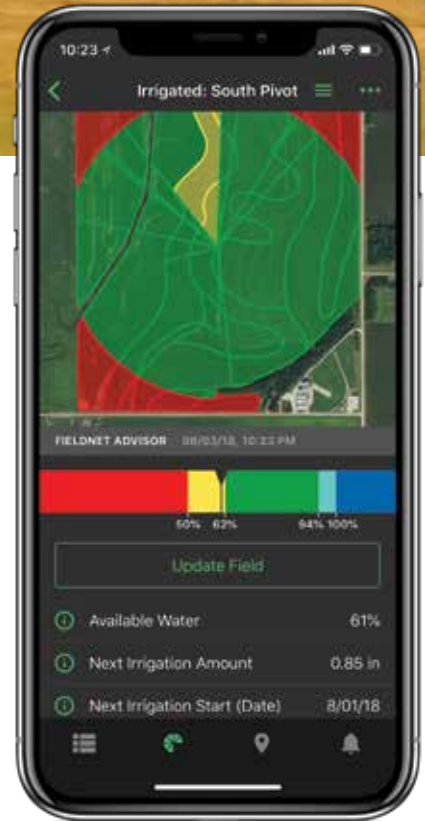 10:23
Irrigated: South Pivot
FIELDNET ADVISOR 08/03/18, 10:23 PM
50% 62% 94% 100%
Update Field
Available Water 61%
Next Irrigation Amount 0.85 in
Next Irrigation Start (Date) 8/01/18